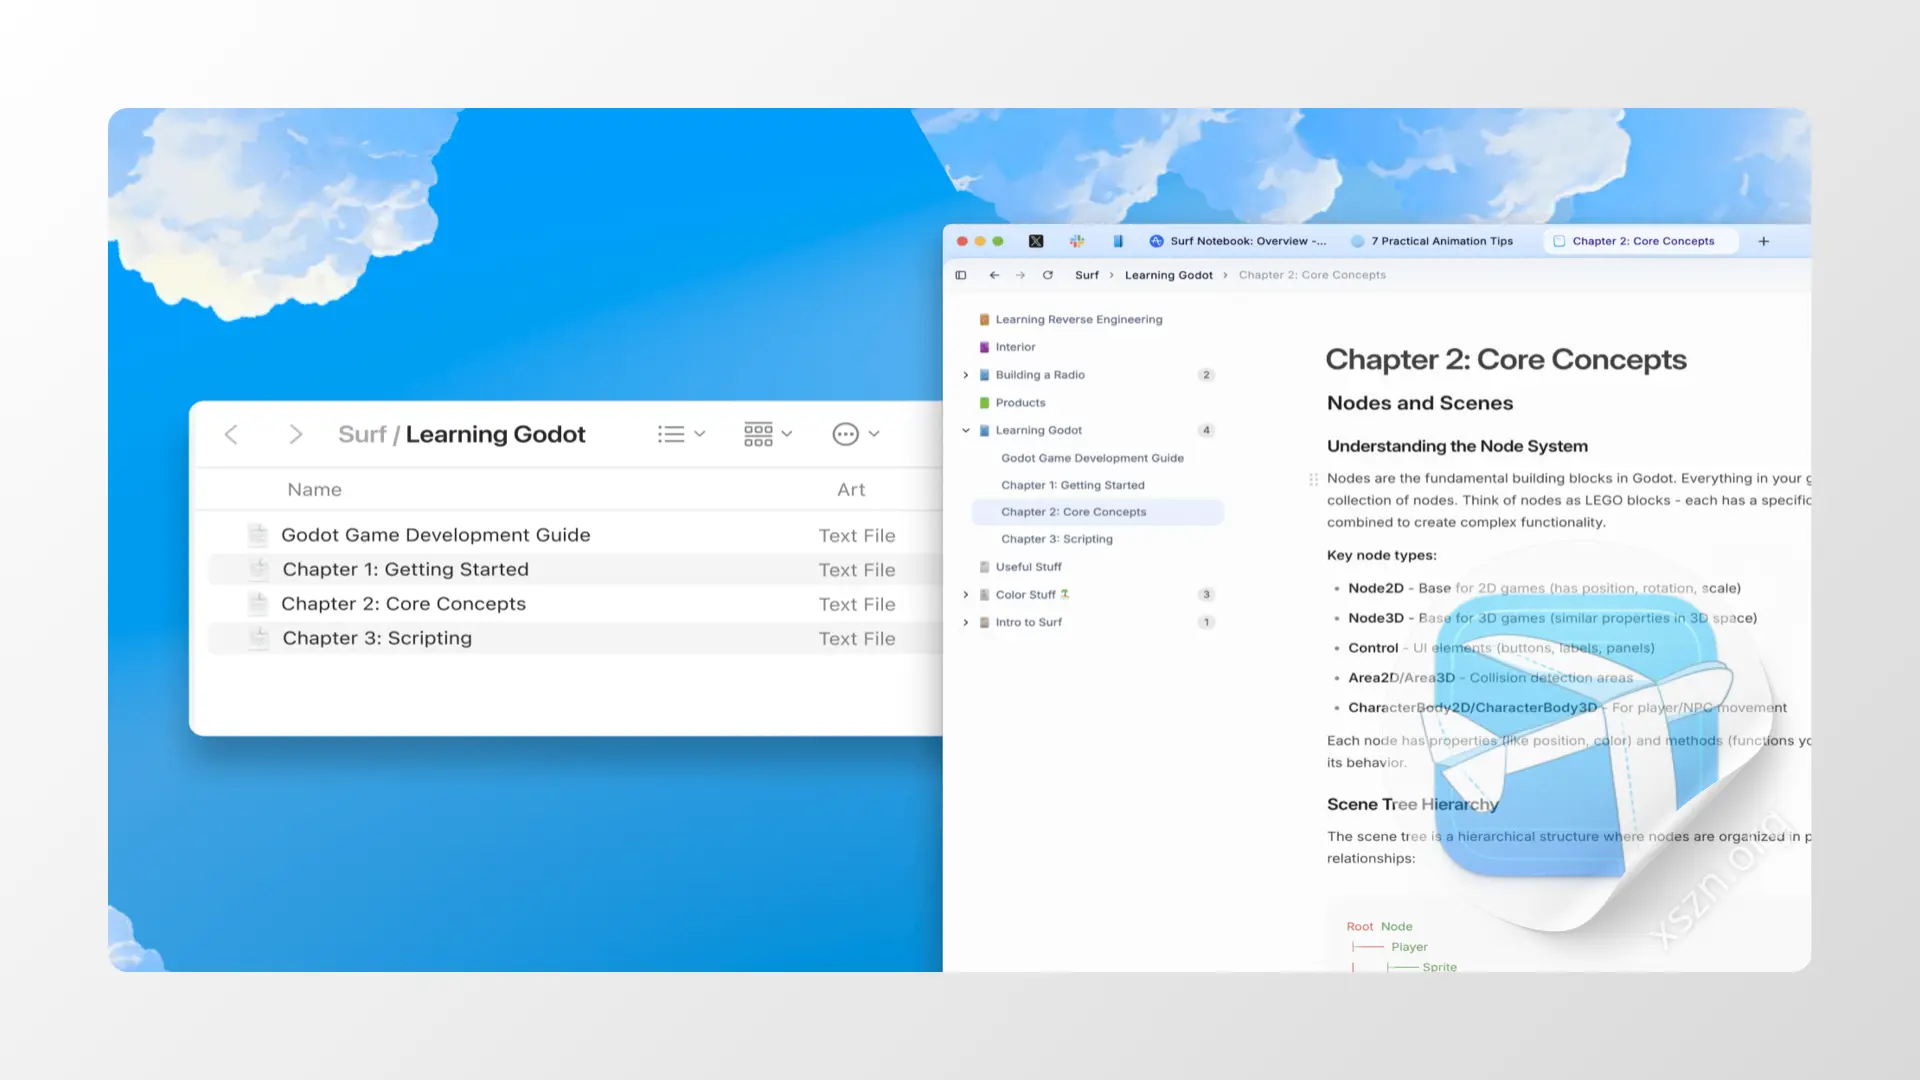 Surf / Learning Godot
Name Art
Godot Game Development Guide Text File
Chapter 1: Getting Started Text File
Chapter 2: Core Concepts Text File
Chapter 3: Scripting Text File
Surf Notebook: Overview -...
7 Practical Animation Tips
Chapter 2: Core Concepts
Surf › Learning Godot › Chapter 2: Core Concepts
Learning Reverse Engineering
Interior
Building a Radio 2
Products
Learning Godot 4
Godot Game Development Guide
Chapter 1: Getting Started
Chapter 2: Core Concepts
Chapter 3: Scripting
Useful Stuff
Color Stuff 3
Intro to Surf 1
Chapter 2: Core Concepts
Nodes and Scenes
Understanding the Node System
Nodes are the fundamental building blocks in Godot. Everything in your
collection of nodes. Think of nodes as LEGO blocks - each has a specific
combined to create complex functionality.
Key node types:
• Node2D - Base for 2D games (has position, rotation, scale)
• Node3D - Base for 3D games (similar properties in 3D space)
• Control - UI elements (buttons, labels, panels)
• Area2D/Area3D - Collision detection areas
• CharacterBody2D/CharacterBody3D - For player/NPC movement
Each node has properties (like position, color) and methods (functions
its behavior.
Scene Tree Hierarchy
The scene tree is a hierarchical structure where nodes are organized in
relationships:
Root Node
Player
Sprite
xszn.org